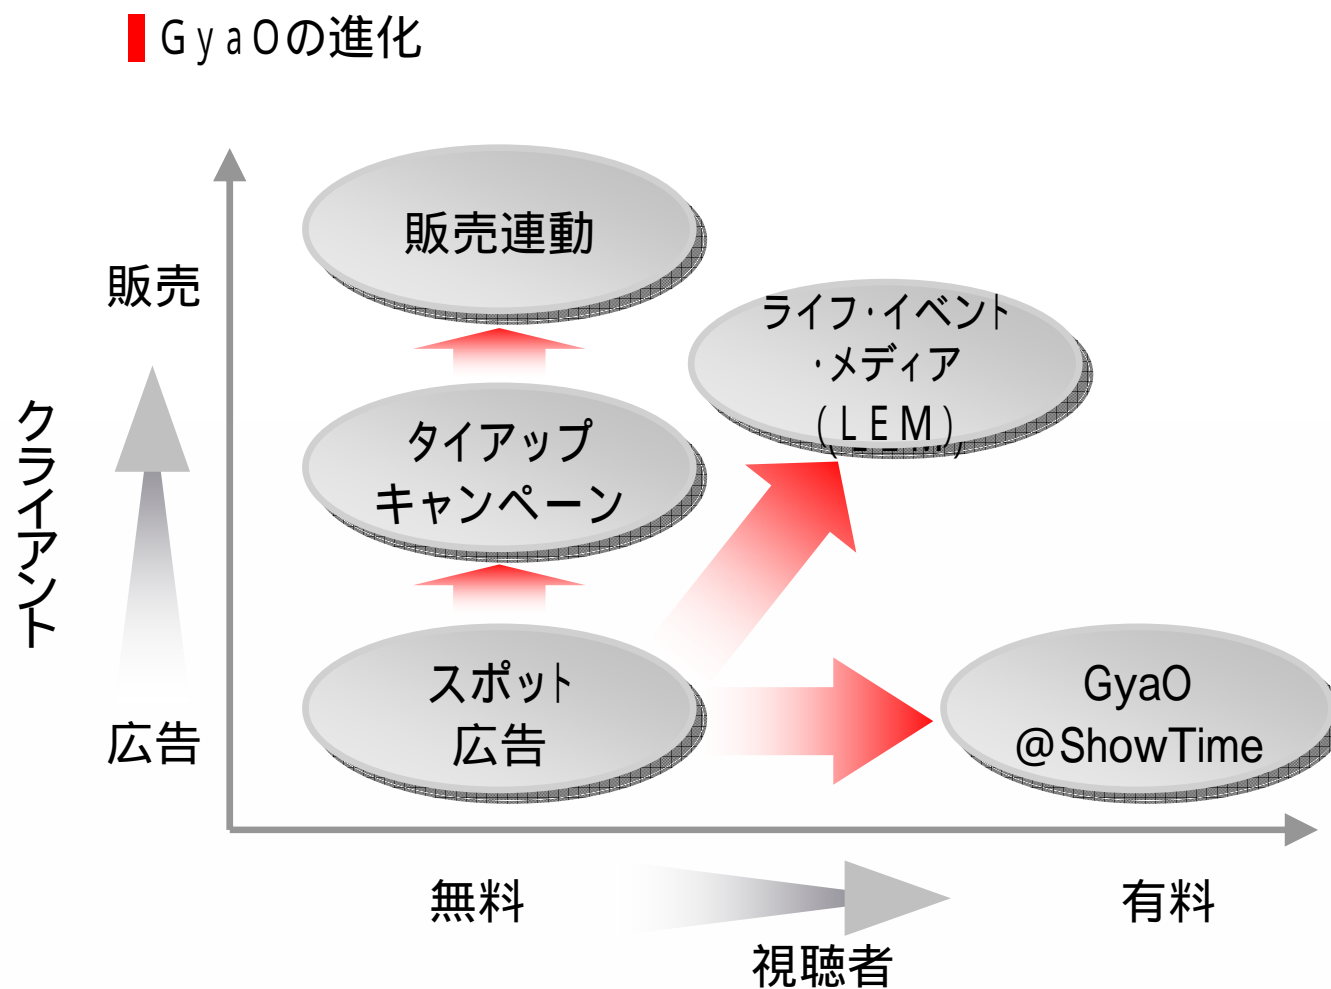 GyaOの進化
販売連動
販売
ライフ・イベント
・メディア
(LEM)
クライアント
タイアップ
キャンペーン
スポット
広告
広告
GyaO
@ShowTime
無料
有料
視聴者